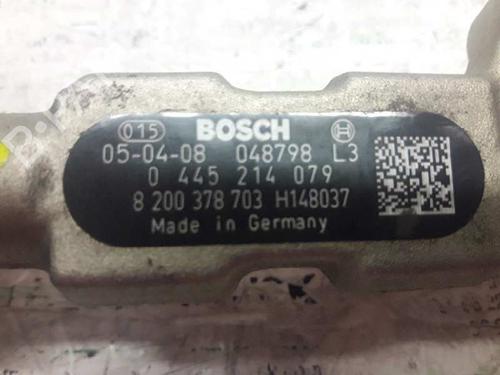 015 BOSCH
05-04-08 048798 L3
0 445 214 079
8 200 378 703 H148037
Made in Germany